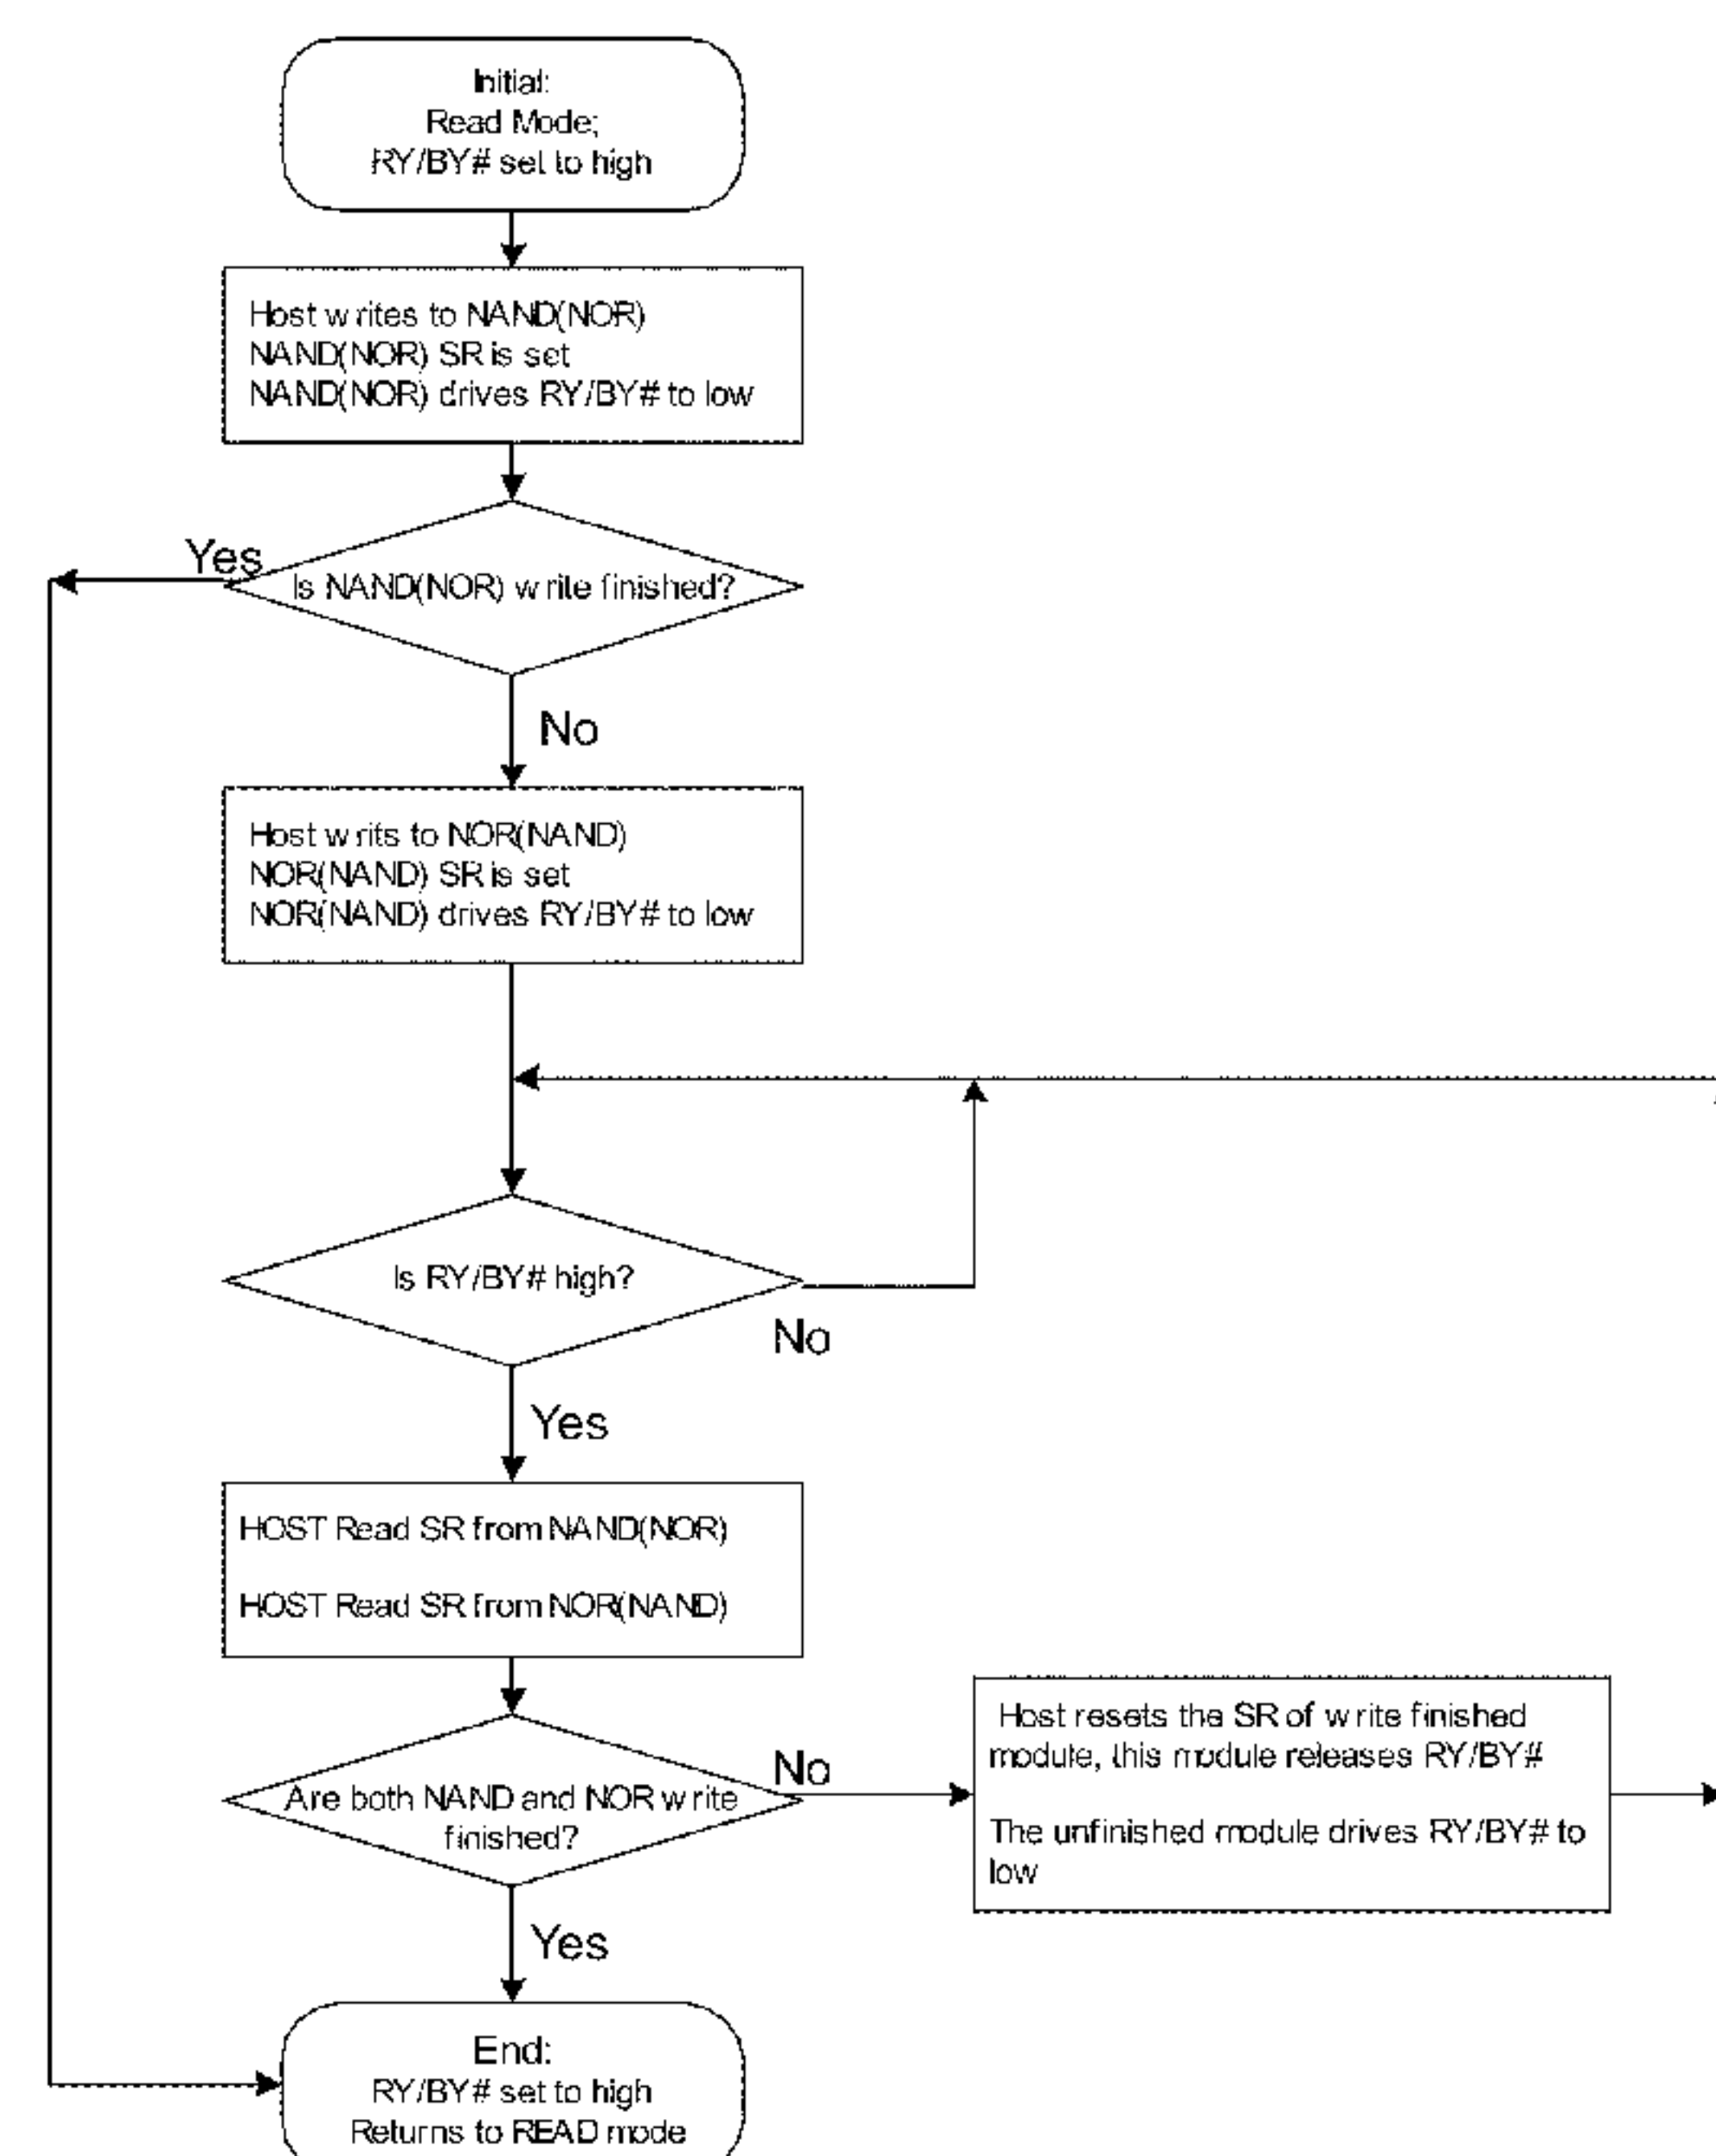 Initial:
Read Mode;
RY/BY# set to high
Host writes to NAND(NOR)
NAND(NOR) SR is set
NAND(NOR) drives RY/BY# to low
Yes
Is NAND(NOR) write finished?
No
Host writs to NOR(NAND)
NOR(NAND) SR is set
NOR(NAND) drives RY/BY# to low
Is RY/BY# high?
No
Yes
HOST Read SR from NAND(NOR)
HOST Read SR from NOR(NAND)
Are both NAND and NOR write
finished?
No
Host resets the SR of write finished
module, this module releases RY/BY#
The unfinished module drives RY/BY# to
low
Yes
End:
RY/BY# set to high
Returns to READ mode